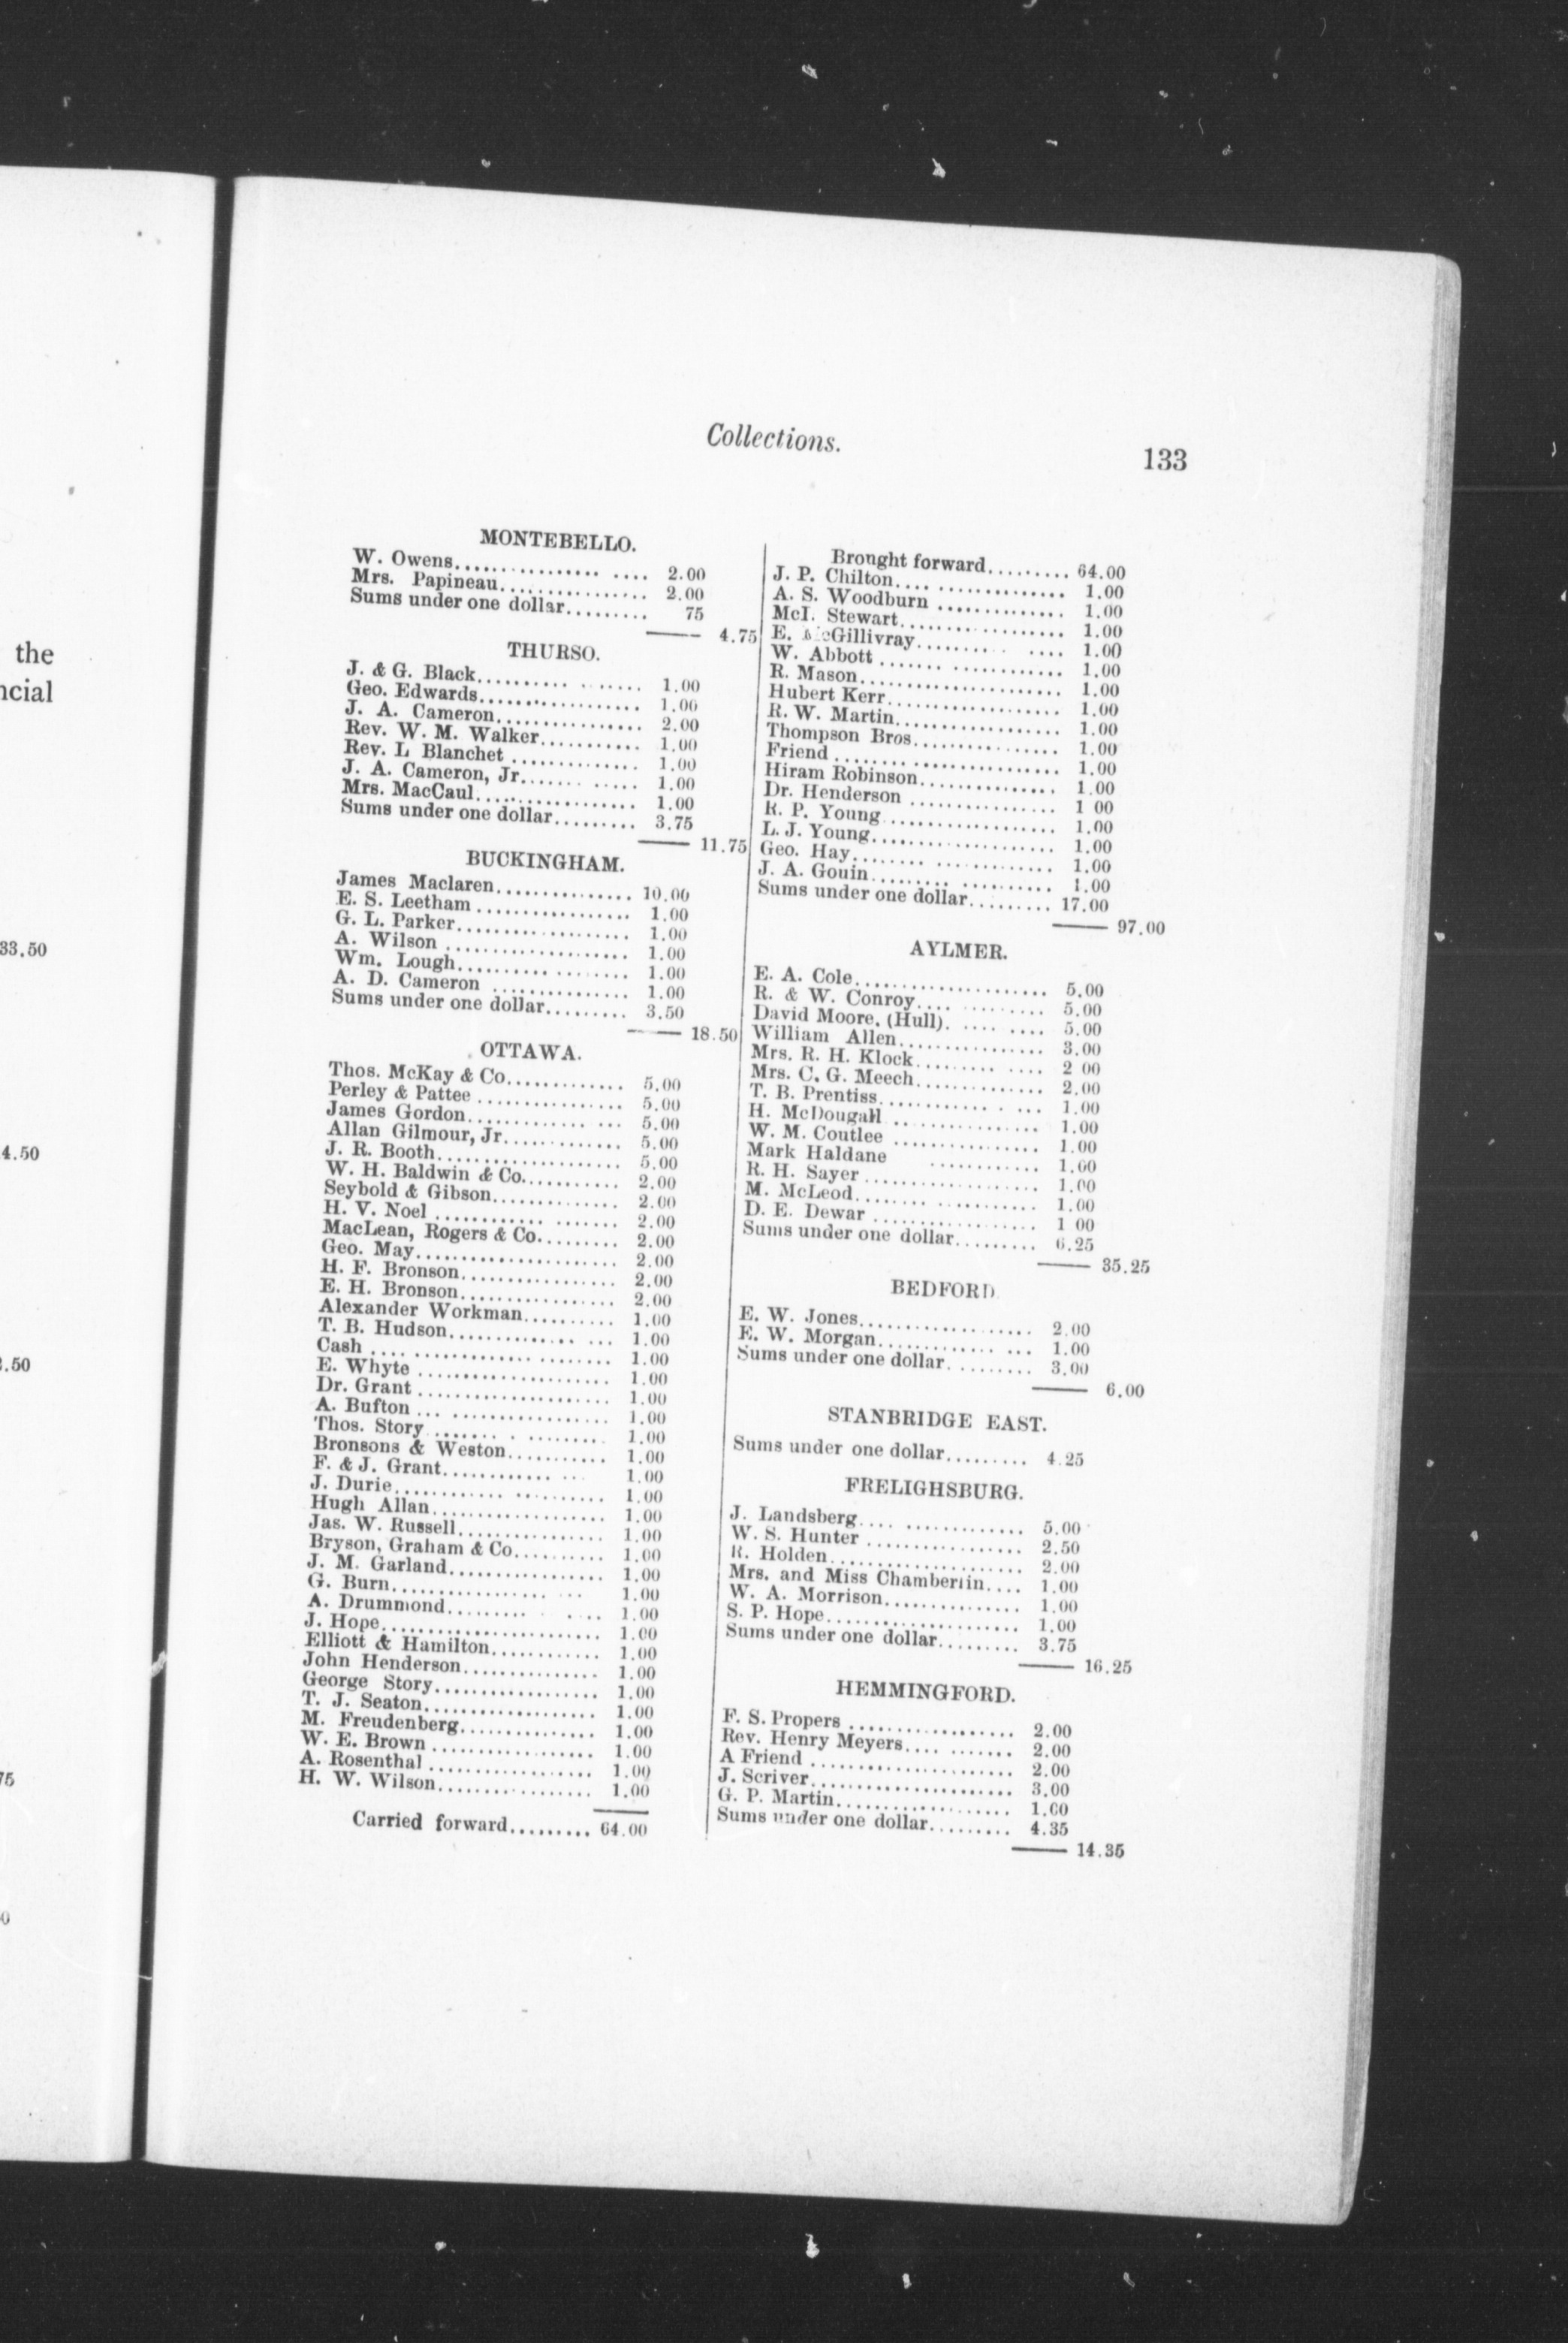 the
ncial
33.50
4.50
.50
75
0
Collections.
133
MONTEBELLO.
W. Owens................ .... 2.00
Mrs. Papineau................ 2.00
Sums under one dollar......... 75
4.75
THURSO.
J. & G. Black.......... ....... 1.00
Geo. Edwards................. 1.00
J. A. Cameron................ 2.00
Rev. W. M. Walker........... 1.00
Rev. L Blanchet .............. 1.00
J. A. Cameron, Jr....... ..... 1.00
Mrs. MacCaul................. 1.00
Sums under one dollar......... 3.75
11.75
BUCKINGHAM.
James Maclaren............... 10.00
E. S. Leetham ................. 1.00
G. L. Parker................... 1.00
A. Wilson .................... 1.00
Wm. Lough................... 1.00
A. D. Cameron ............... 1.00
Sums under one dollar......... 3.50
18.50
OTTAWA.
Thos. McKay & Co............ 5.00
Perley & Pattee ................ 5.00
James Gordon............. ... 5.00
Allan Gilmour, Jr............. 5.00
J. R. Booth.................... 5.00
W. H. Baldwin & Co........... 2.00
Seybold & Gibson.............. 2.00
H. V. Noel ............ ....... 2.00
MacLean, Rogers & Co......... 2.00
Geo. May...................... 2.00
H. F. Bronson................. 2.00
E. H. Bronson................. 2.00
Alexander Workman.......... 1.00
T. B. Hudson............. ... 1.00
Cash .... ............. ........ 1.00
E. Whyte ..................... 1.00
Dr. Grant ..................... 1.00
A. Bufton ... ................. 1.00
Thos. Story ....... . ......... 1.00
Bronsons & Weston........... 1.00
F. & J. Grant............ ... 1.00
J. Durie............ .......... 1.00
Hugh Allan................... 1.00
Jas. W. Russell................ 1.00
Bryson, Graham & Co.......... 1.00
J. M. Garland................. 1.00
G. Burn................. ... 1.00
A. Drummond......... .... 1.00
J. Hope........................ 1.00
Elliott & Hamilton............ 1.00
John Henderson............... 1.00
George Story.................. 1.00
T. J. Seaton................... 1.00
M. Freudenberg............... 1.00
W. E. Brown .................. 1.00
A. Rosenthal .................. 1.00
H. W. Wilson................. 1.00
Carried forward......... 64.00
Brought forward......... 64.00
J. P. Chilton.... .............. 1.00
A. S. Woodburn .............. 1.00
McI. Stewart.................. 1.00
E. McGillivray.......... .... 1.00
W. Abbott ....... ............ 1.00
R. Mason...................... 1.00
Hubert Kerr................... 1.00
R. W. Martin.................. 1.00
Thompson Bros................ 1.00
Friend ........ ............... 1.00
Hiram Robinson............... 1.00
Dr. Henderson ................ 1 00
R. P. Young................... 1.00
L. J. Young.................... 1.00
Geo. Hay........ ............. 1.00
J. A. Gouin......... .......... 1.00
Sums under one dollar......... 17.00
97.00
AYLMER.
E. A. Cole..................... 5.00
R. & W. Conroy.... ......... 5.00
David Moore. (Hull). .... .... 5.00
William Allen................ 3.00
Mrs. R. H. Klock......... .... 2 00
Mrs. C. G. Meech.............. 2.00
T. B. Prentiss............ . ... 1.00
H. McDougall ................ 1.00
W. M. Coutlee ................ 1.00
Mark Haldane ............ 1.00
R. H. Sayer ................... 1.00
M. McLeod........ ........... 1.00
D. E. Dewar .................. 1 00
Sums under one dollar......... 6.25
35.25
BEDFORD
E. W. Jones................... 2.00
E. W. Morgan............. ... 1.00
Sums under one dollar......... 3.00
6.00
STANBRIDGE EAST.
Sums under one dollar......... 4.25
FRELIGHSBURG.
J. Landsberg.... ............. 5.00
W. S. Hunter ................. 2.50
R. Holden..................... 2.00
Mrs. and Miss Chamberlin.... 1.00
W. A. Morrison............... 1.00
S. P. Hope..................... 1.00
Sums under one dollar......... 3.75
16.25
HEMMINGFORD.
F. S. Propers .................. 2.00
Rev. Henry Meyers.... ....... 2.00
A Friend ...................... 2.00
J. Scriver...................... 3.00
G. P. Martin................... 1.00
Sums under one dollar......... 4.35
14.35